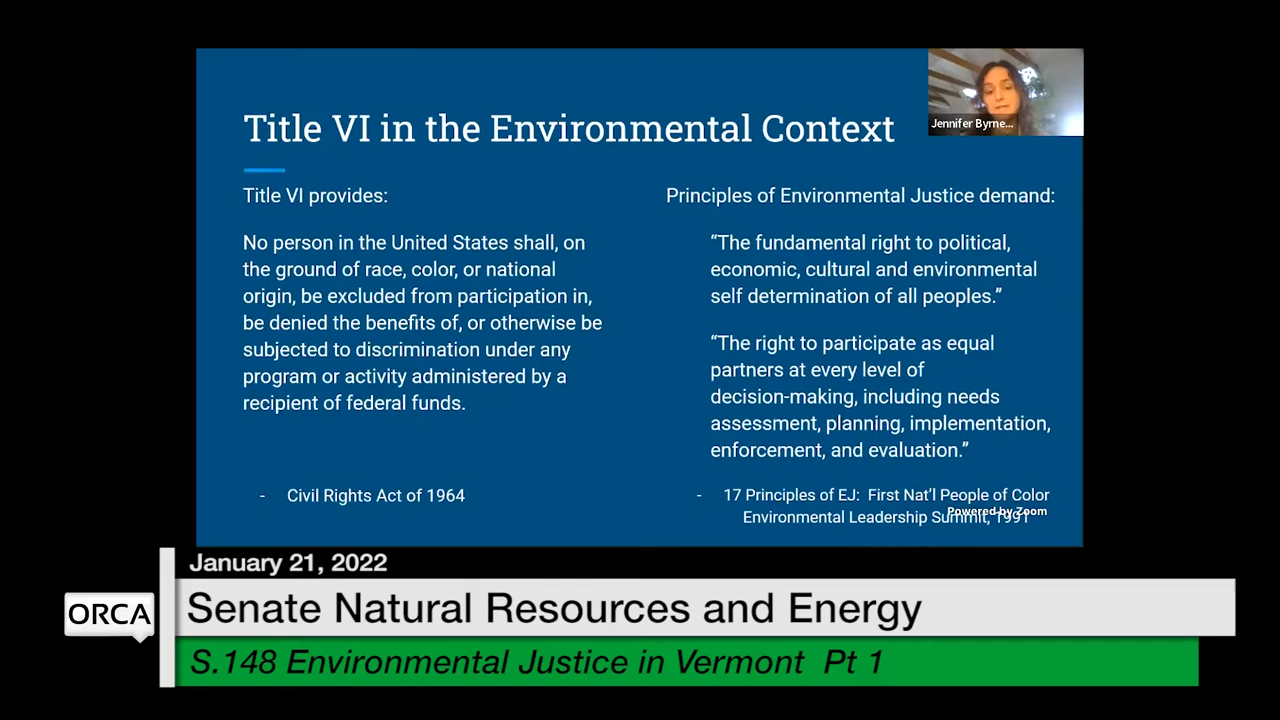 Title VI in the Environmental Context
Jennifer Byrne...
Title VI provides:
No person in the United States shall, on
the ground of race, color, or national
origin, be excluded from participation in,
be denied the benefits of, or otherwise be
subjected to discrimination under any
program or activity administered by a
recipient of federal funds.
- Civil Rights Act of 1964
Principles of Environmental Justice demand:
“The fundamental right to political,
economic, cultural and environmental
self determination of all peoples.”
“The right to participate as equal
partners at every level of
decision-making, including needs
assessment, planning, implementation,
enforcement, and evaluation.”
- 17 Principles of EJ: First Nat’l People of Color
Environmental Leadership Summit, 1991
Powered by Zoom
January 21, 2022
ORCA
Senate Natural Resources and Energy
S.148 Environmental Justice in Vermont Pt 1